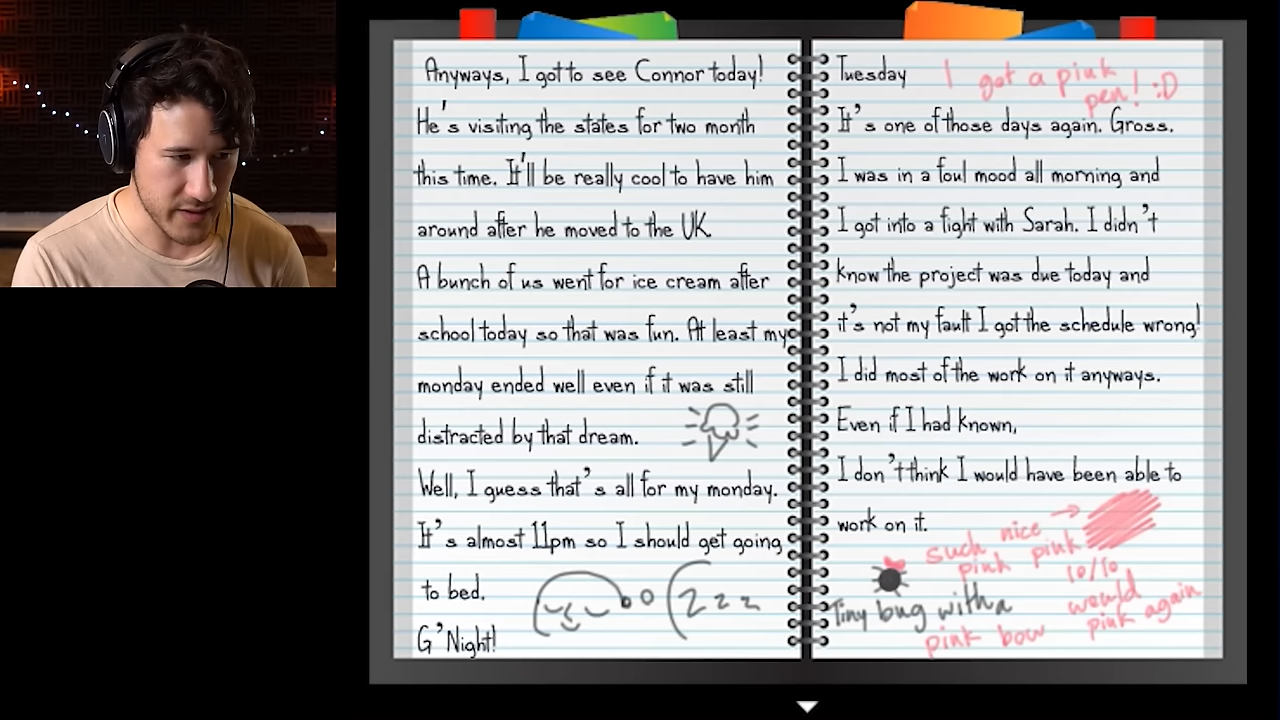 Anyways, I got to see Connor today!
He's visiting the states for two month
this time. It'll be really cool to have him
around after he moved to the UK.
A bunch of us went for ice cream after
school today so that was fun. At least my
monday ended well even if it was still
distracted by that dream.
Well, I guess that's all for my monday.
It's almost 11pm so I should get going
to bed.
Zzz
G'Night!
Tuesday
I got a pink
pen! :D
It's one of those days again. Gross.
I was in a foul mood all morning and
I got into a fight with Sarah. I didn't
know the project was due today and
it's not my fault I got the schedule wrong!
I did most of the work on it anyways.
Even if I had known,
I don't think I would have been able to
work on it.
such nice
pink pink
10/10
would
pink again
Tiny bug with a
pink bow